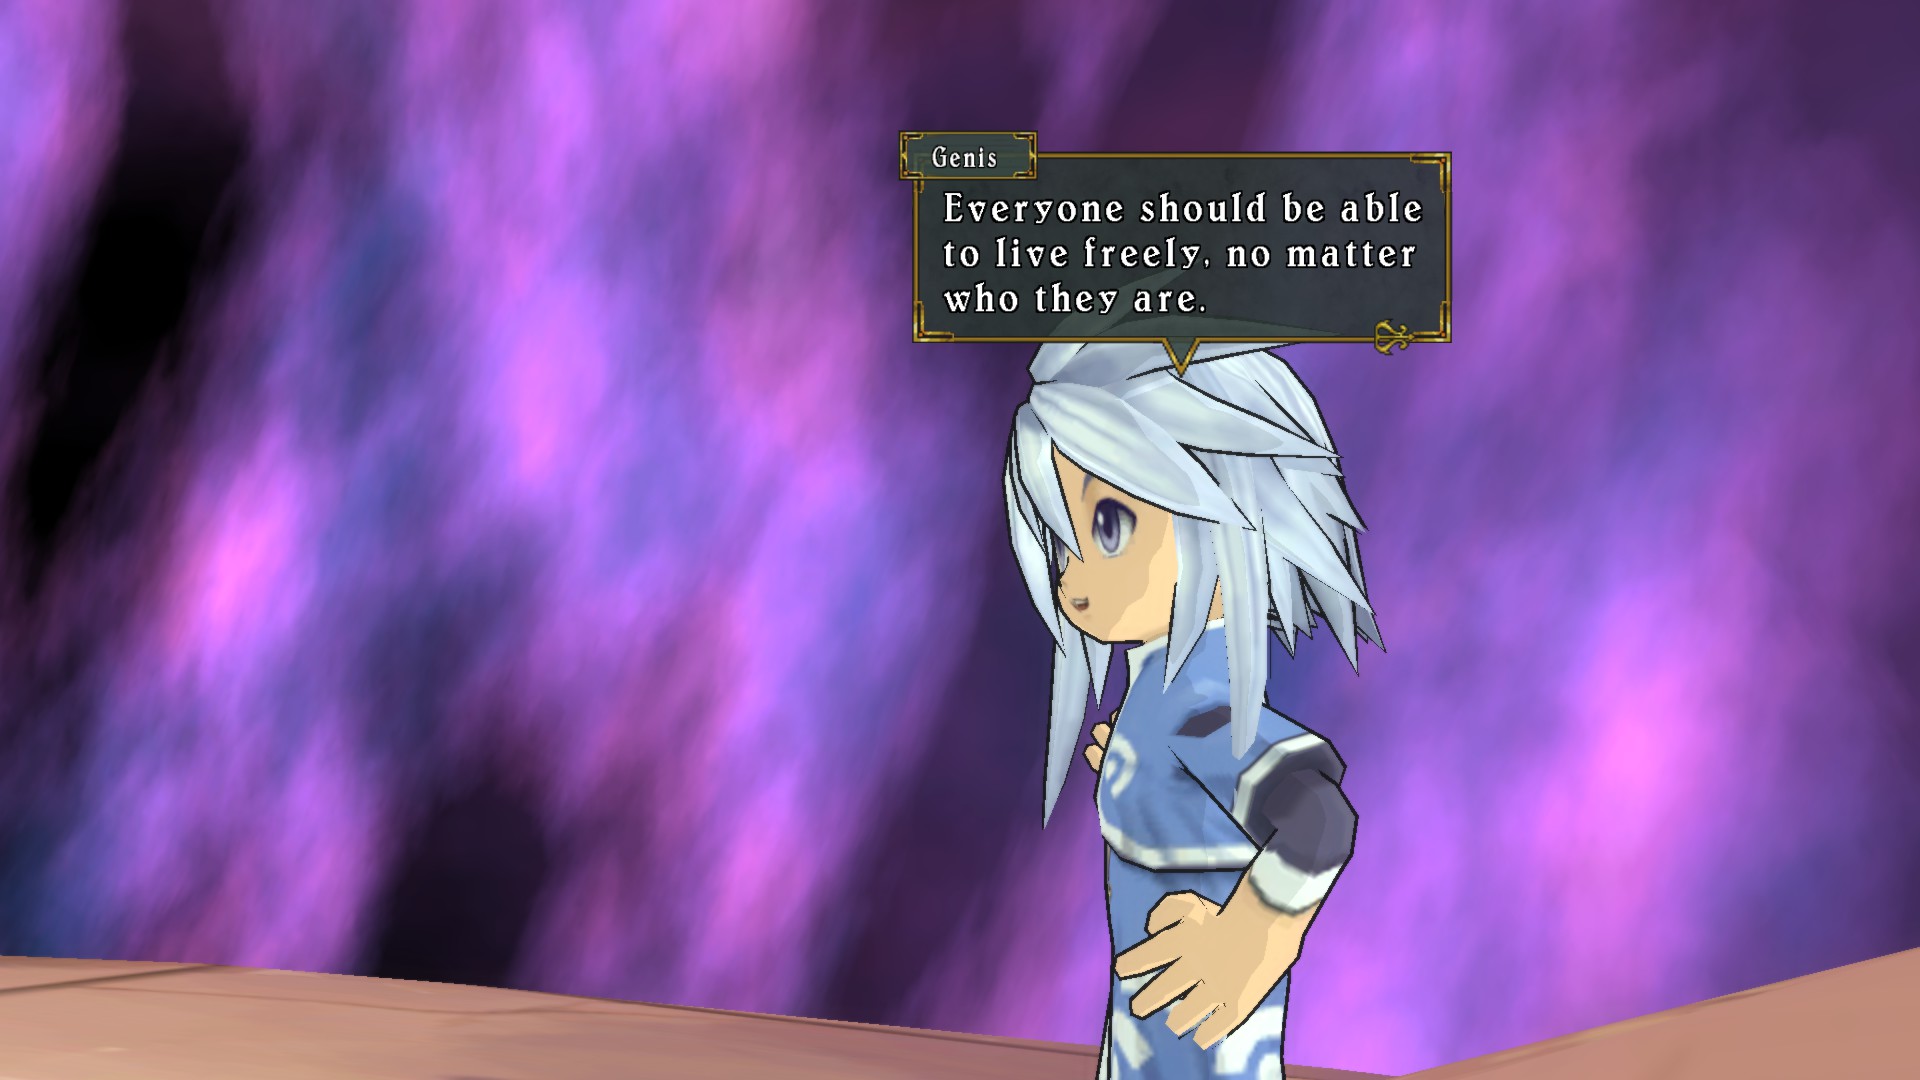 Genis
Everyone should be able
to live freely, no matter
who they are.